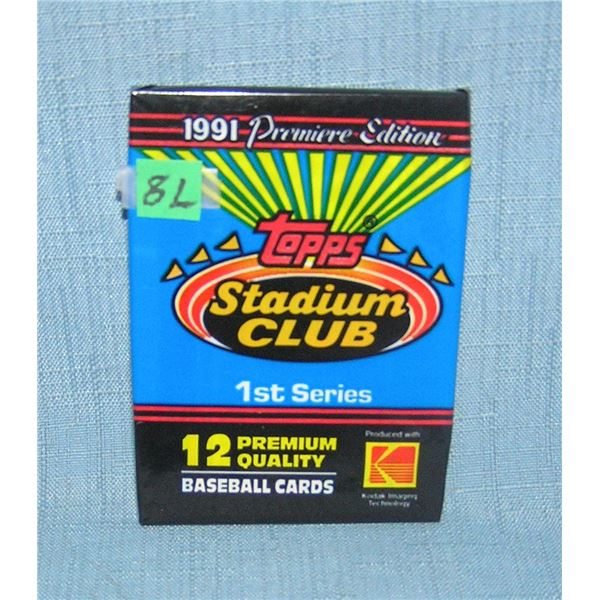 1991 Premiere Edition
8L
Topps®
Stadium
CLUB
1st Series
12 PREMIUM
QUALITY
BASEBALL CARDS
Produced with
Kodak Imaging
Technology